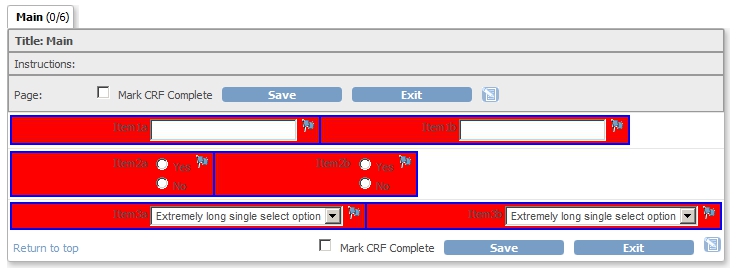 Main (0/6)
Title: Main
Instructions:
Page: Mark CRF Complete Save Exit
Item1a Item1b
Item2a Yes Item2b Yes
No No
Item3a Extremely long single select option Item3b Extremely long single select option
Return to top Mark CRF Complete Save Exit